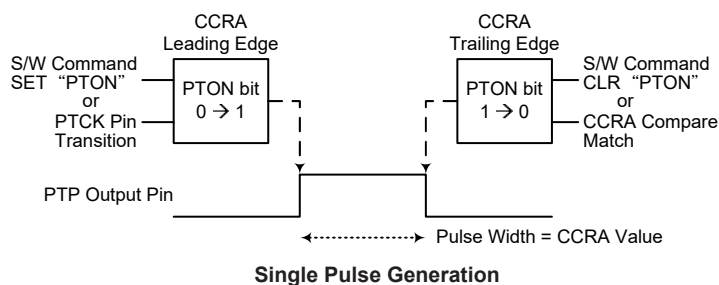 CCRA
Leading Edge
S/W Command
SET “PTON”
or
PTCK Pin
Transition
PTON bit
0 → 1
CCRA
Trailing Edge
PTON bit
1 → 0
S/W Command
CLR “PTON”
or
CCRA Compare
Match
PTP Output Pin
Pulse Width = CCRA Value
Single Pulse Generation